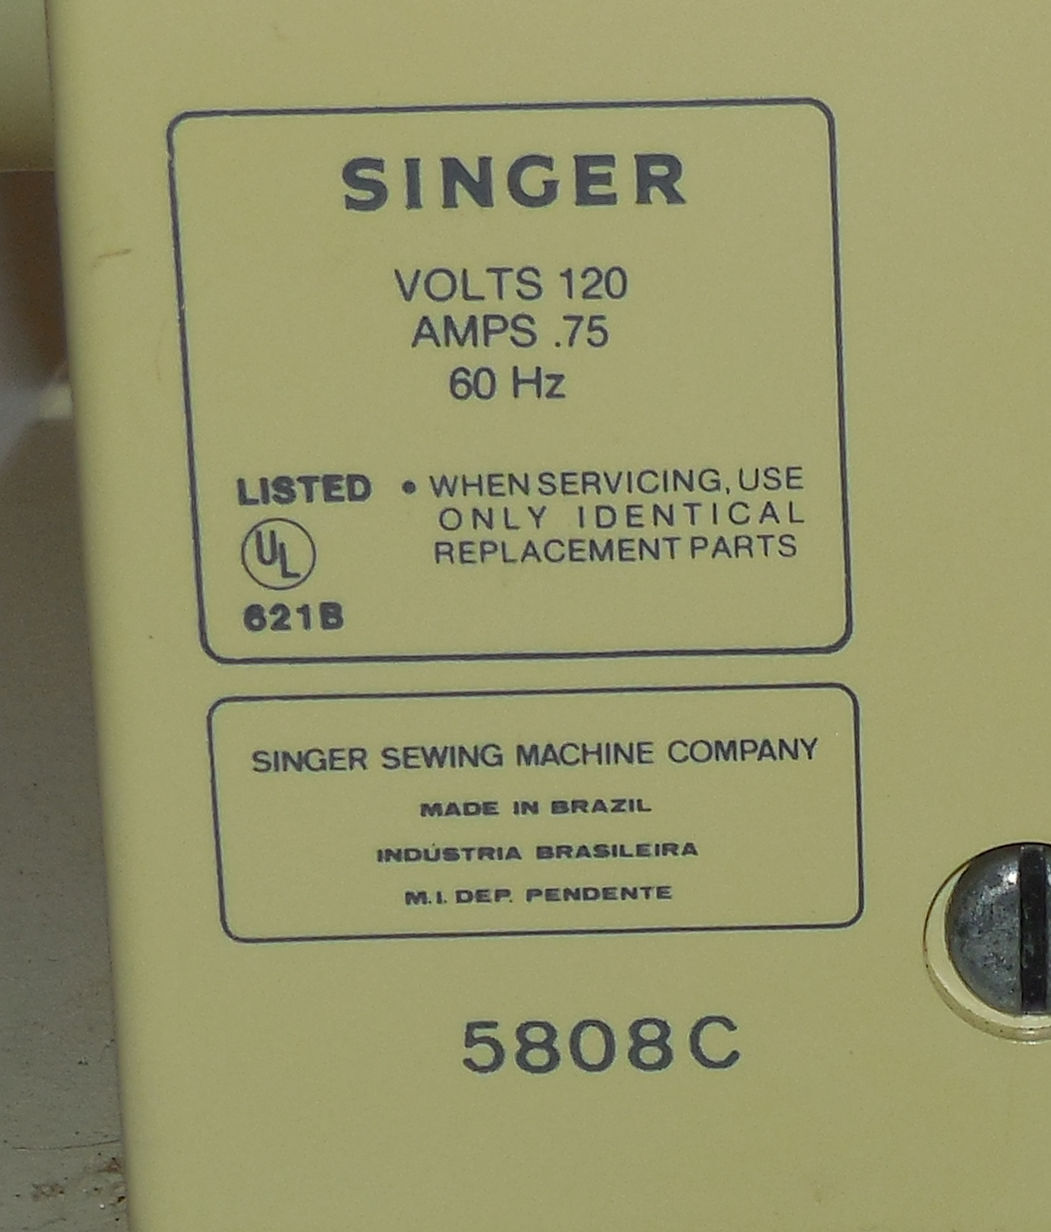 SINGER
VOLTS 120
AMPS .75
60 Hz
LISTED
UL
621B
• WHEN SERVICING, USE
ONLY IDENTICAL
REPLACEMENT PARTS
SINGER SEWING MACHINE COMPANY
MADE IN BRAZIL
INDÚSTRIA BRASILEIRA
M.I. DEP. PENDENTE
5808C